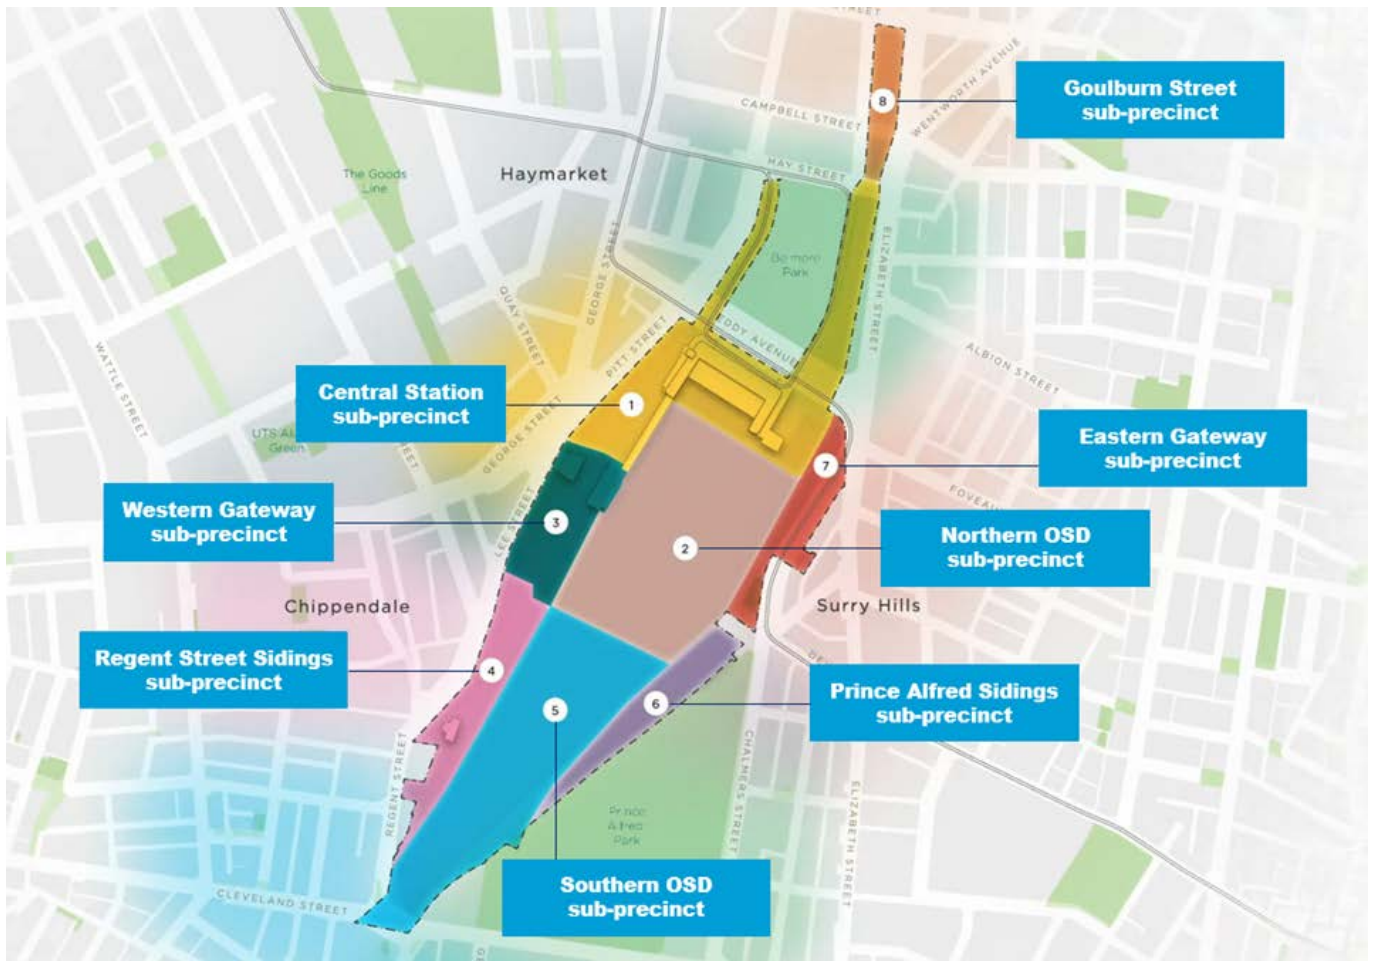 Goulburn Street
sub-precinct
8
WENTWORTH AVENUE
CAMPBELL STREET
HAY STREET
The Goods
Line
Haymarket
GEORGE STREET
ELIZABETH STREET
Park
QUAY STREET
PITT STREET
EDDY AVENUE
ALBION STREET
WATTLE STREET
Central Station
sub-precinct
1
GEORGE STREET
Green
Eastern Gateway
sub-precinct
7
Western Gateway
sub-precinct
LEE STREET
3
2
Northern OSD
sub-precinct
Chippendale
Surry Hills
Regent Street Sidings
sub-precinct
4
5
6
Prince Alfred Sidings
sub-precinct
REGENT STREET
CHALMERS STREET
ELIZABETH STREET
Park
Southern OSD
sub-precinct
CLEVELAND STREET